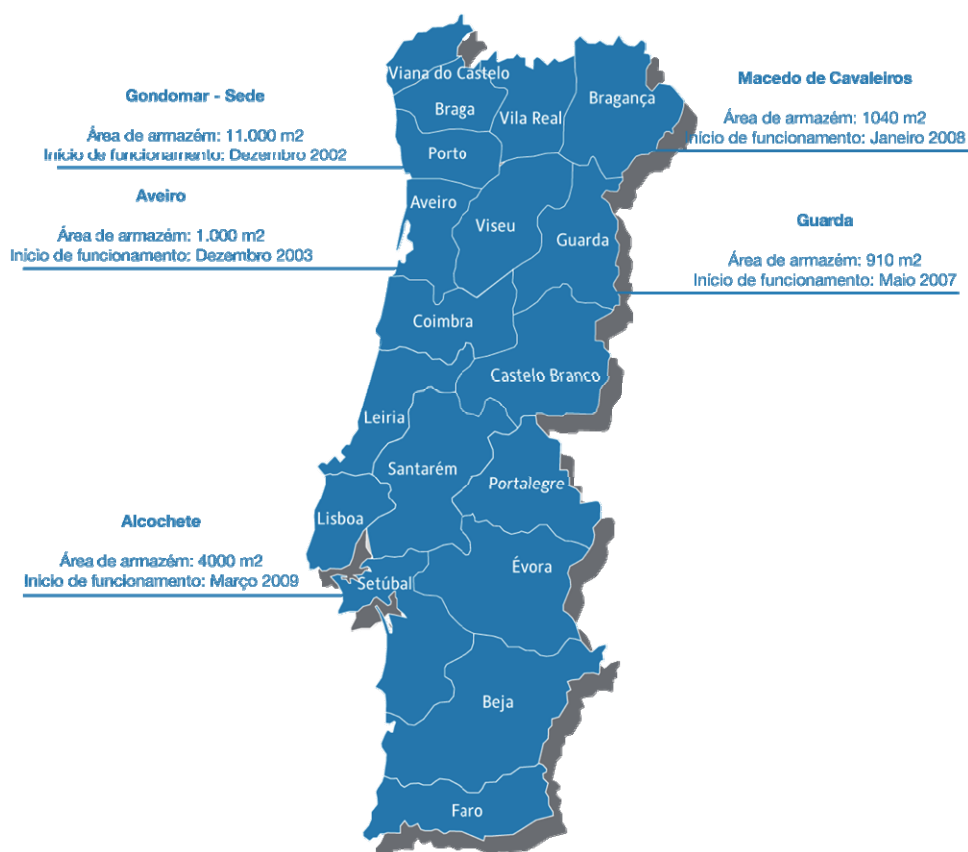 Gondomar - Sede
Área de armazém: 11.000 m2
Início de funcionamento: Dezembro 2002
Aveiro
Área de armazém: 1.000 m2
Início de funcionamento: Dezembro 2003
Alcochete
Área de armazém: 4000 m2
Início de funcionamento: Março 2009
Macedo de Cavaleiros
Área de armazém: 1040 m2
Início de funcionamento: Janeiro 2008
Guarda
Área de armazém: 910 m2
Início de funcionamento: Maio 2007
Viana do Castelo
Braga
Vila Real
Bragança
Porto
Aveiro
Viseu
Guarda
Coimbra
Castelo Branco
Leiria
Santarém
Portalegre
Lisboa
Évora
Setúbal
Beja
Faro